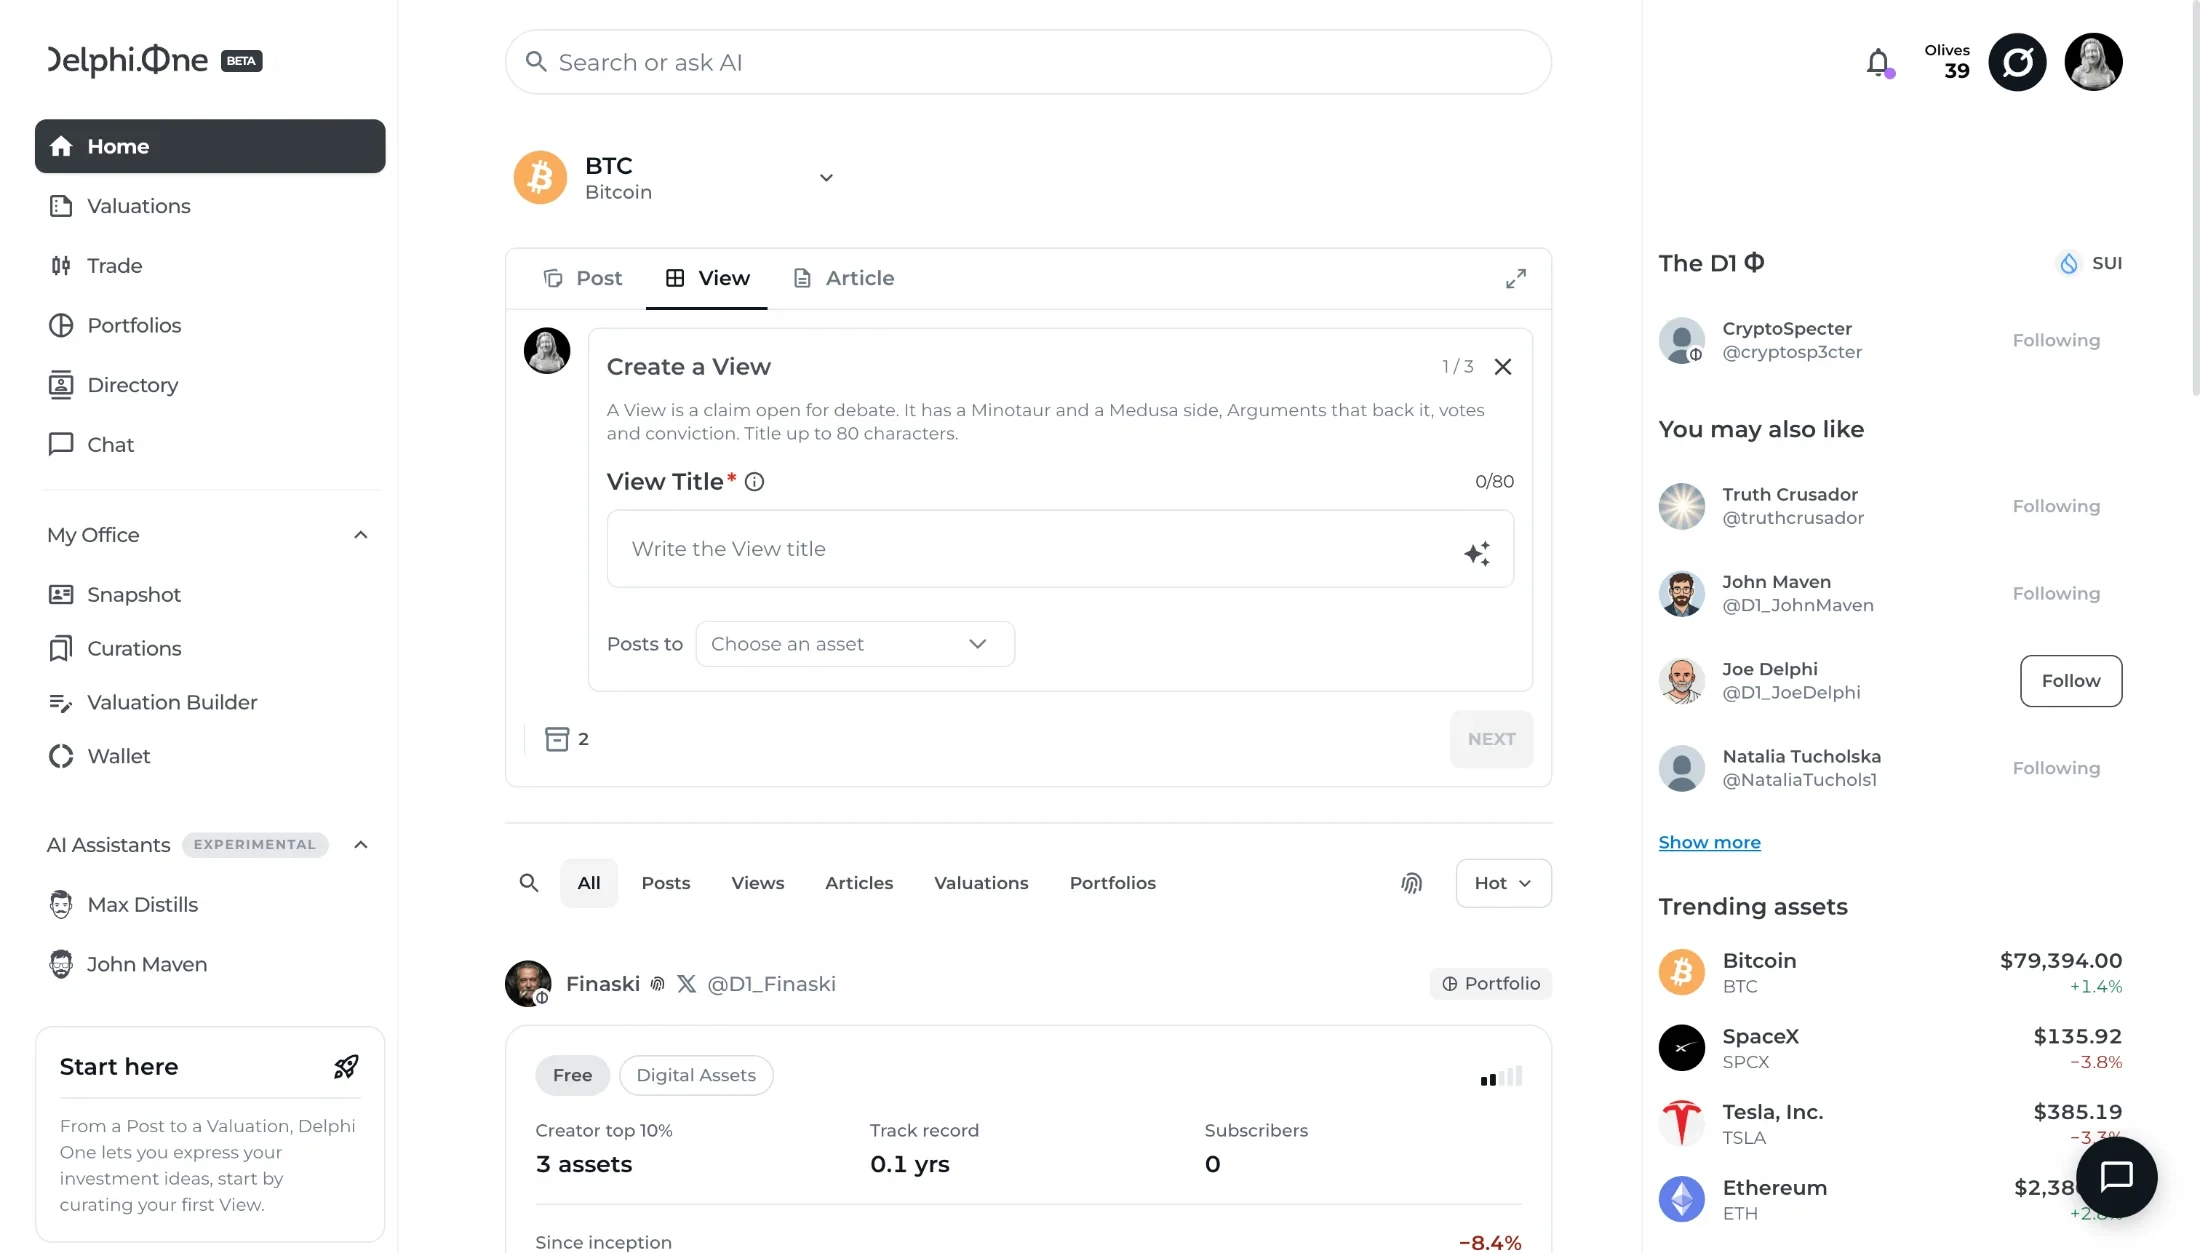 Delphi.One BETA
Home
Valuations
Trade
Portfolios
Directory
Chat
My Office
Snapshot
Curations
Valuation Builder
Wallet
AI Assistants EXPERIMENTAL
Max Distills
John Maven
Start here
From a Post to a Valuation, Delphi
One lets you express your
investment ideas, start by
curating your first View.
Search or ask AI
BTC
Bitcoin
Post View Article
Create a View 1 / 3
A View is a claim open for debate. It has a Minotaur and a Medusa side, Arguments that back it, votes
and conviction. Title up to 80 characters.
View Title* 0/80
Write the View title
Posts to Choose an asset
2 NEXT
All Posts Views Articles Valuations Portfolios Hot
Finaski @D1_Finaski Portfolio
Free Digital Assets
Creator top 10% Track record Subscribers
3 assets 0.1 yrs 0
Since inception -8.4%
Olives
39
The D1 Φ SUI
CryptoSpecter
@cryptosp3cter
Following
You may also like
Truth Crusador
@truthcrusador
Following
John Maven
@D1_JohnMaven
Following
Joe Delphi
@D1_JoeDelphi
Follow
Natalia Tucholska
@NataliaTuchols1
Following
Show more
Trending assets
Bitcoin $79,394.00
BTC +1.4%
SpaceX $135.92
SPCX -3.8%
Tesla, Inc. $385.19
TSLA -3.3%
Ethereum
ETH